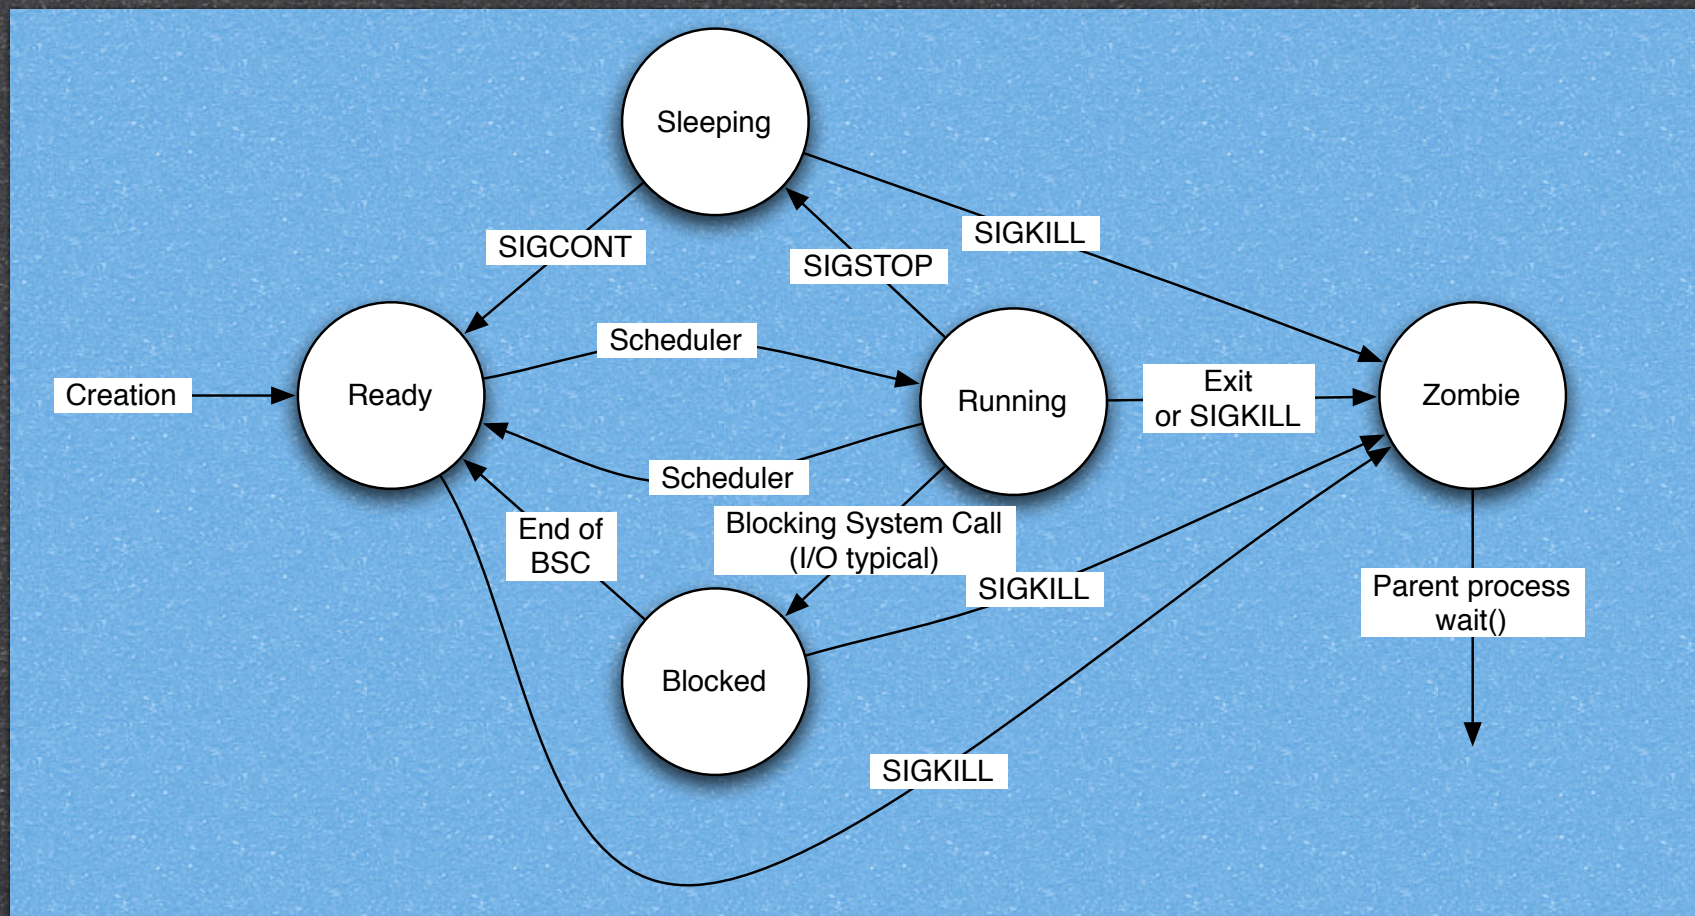 Sleeping
SIGKILL
SIGCONT
SIGSTOP
Scheduler
Creation
Ready
Running
Exit
or SIGKILL
Zombie
Scheduler
End of
BSC
Blocking System Call
(I/O typical)
SIGKILL
Parent process
wait()
Blocked
SIGKILL